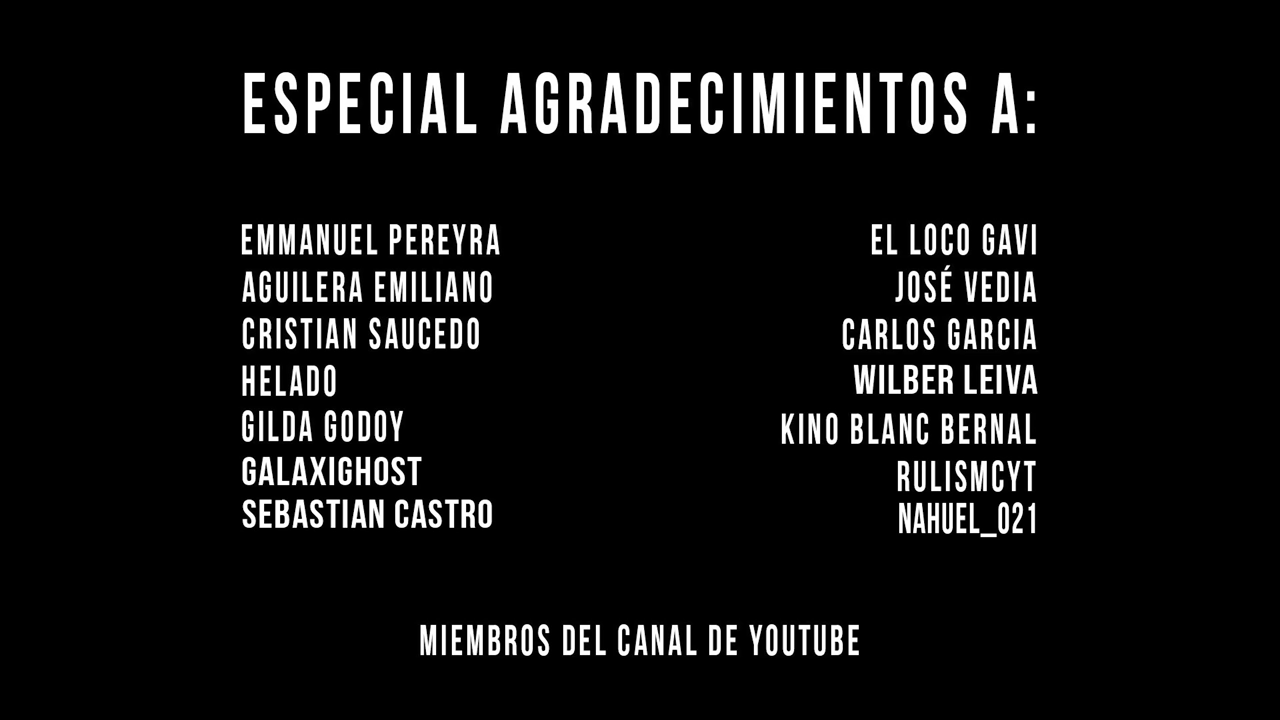 ESPECIAL AGRADECIMIENTOS A:
EMMANUEL PEREYRA
AGUILERA EMILIANO
CRISTIAN SAUCEDO
HELADO
GILDA GODOY
GALAXIGHOST
SEBASTIAN CASTRO
EL LOCO GAVI
JOSÉ VEDIA
CARLOS GARCIA
WILBER LEIVA
KINO BLANC BERNAL
RULISMCYT
NAHUEL_021
MIEMBROS DEL CANAL DE YOUTUBE